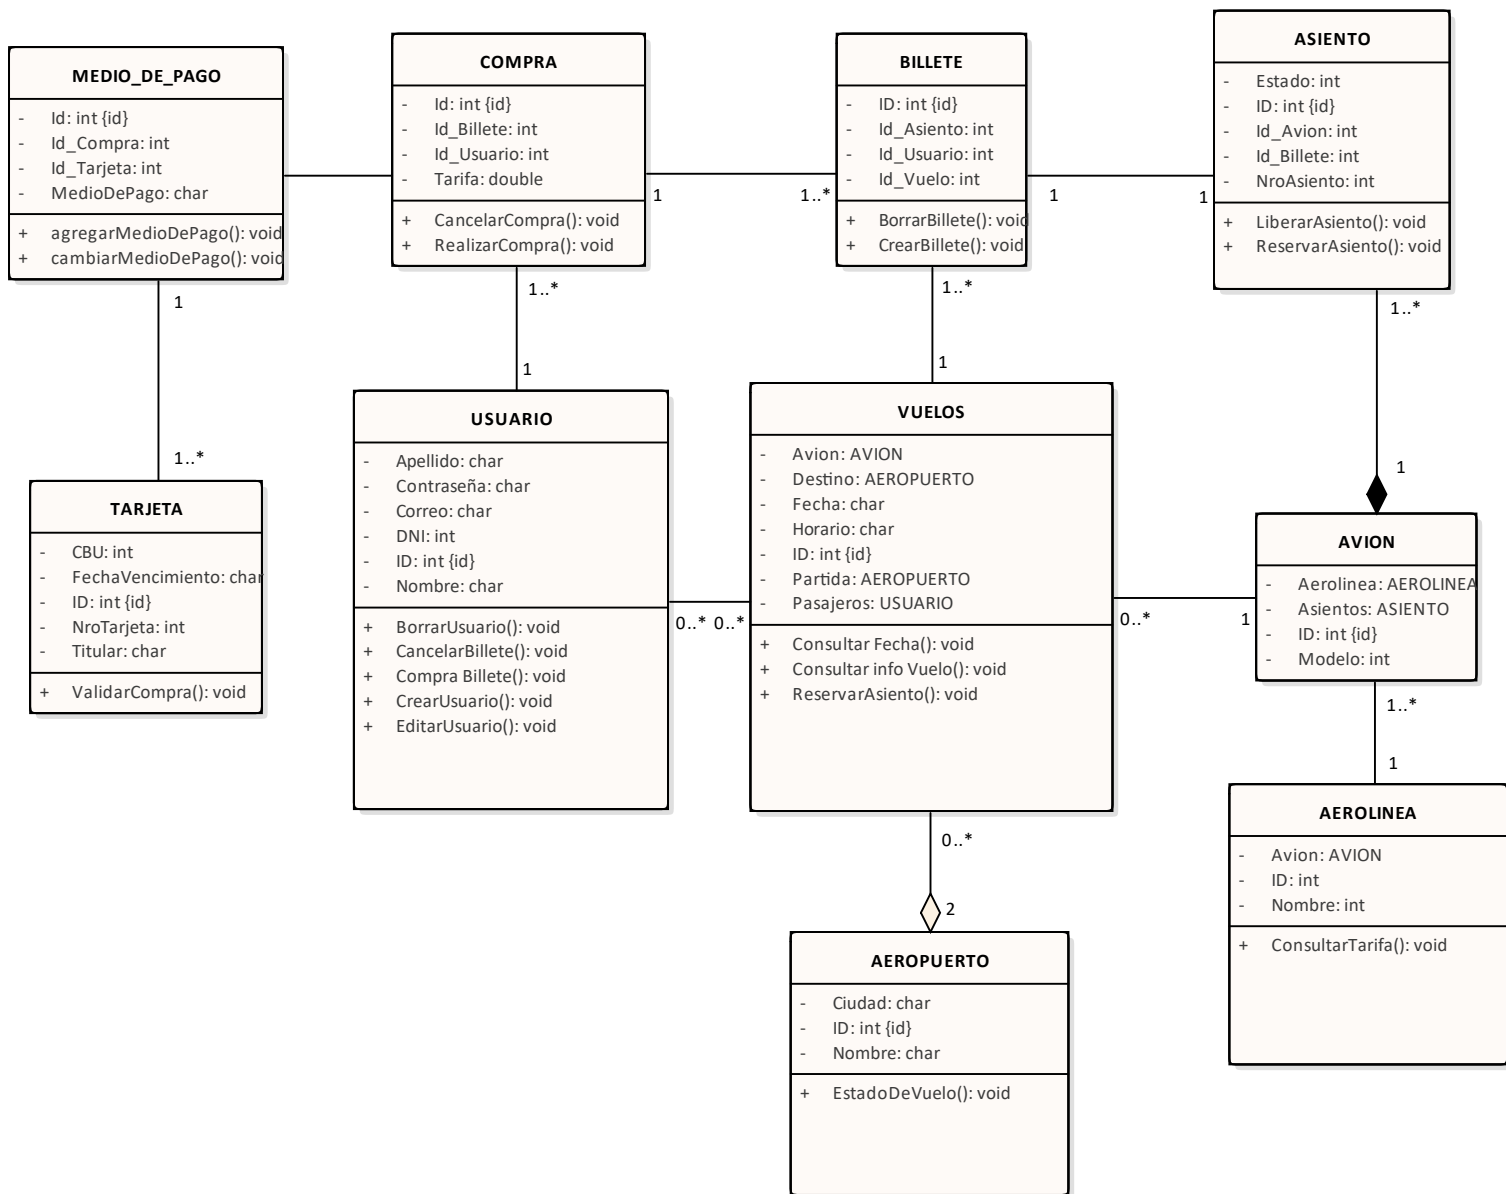 MEDIO_DE_PAGO
- Id: int {id}
- Id_Compra: int
- Id_Tarjeta: int
- MedioDePago: char
+ agregarMedioDePago(): void
+ cambiarMedioDePago(): void
COMPRA
- Id: int {id}
- Id_Billete: int
- Id_Usuario: int
- Tarifa: double
+ CancelarCompra(): void
+ RealizarCompra(): void
1
1..*
BILLETE
- ID: int {id}
- Id_Asiento: int
- Id_Usuario: int
- Id_Vuelo: int
+ BorrarBillete(): void
+ CrearBillete(): void
1
1
ASIENTO
- Estado: int
- ID: int {id}
- Id_Avion: int
- Id_Billete: int
- NroAsiento: int
+ LiberarAsiento(): void
+ ReservarAsiento(): void
1
1..*
1..*
1
1..*
1
1..*
1
TARJETA
- CBU: int
- FechaVencimiento: char
- ID: int {id}
- NroTarjeta: int
- Titular: char
+ ValidarCompra(): void
USUARIO
- Apellido: char
- Contraseña: char
- Correo: char
- DNI: int
- ID: int {id}
- Nombre: char
+ BorrarUsuario(): void
+ CancelarBillete(): void
+ Compra Billete(): void
+ CrearUsuario(): void
+ EditarUsuario(): void
0..* 0..*
VUELOS
- Avion: AVION
- Destino: AEROPUERTO
- Fecha: char
- Horario: char
- ID: int {id}
- Partida: AEROPUERTO
- Pasajeros: USUARIO
+ Consultar Fecha(): void
+ Consultar info Vuelo(): void
+ ReservarAsiento(): void
0..*
1
AVION
- Aerolinea: AEROLINEA
- Asientos: ASIENTO
- ID: int {id}
- Modelo: int
1..*
1
0..*
2
AEROLINEA
- Avion: AVION
- ID: int
- Nombre: int
+ ConsultarTarifa(): void
AEROPUERTO
- Ciudad: char
- ID: int {id}
- Nombre: char
+ EstadoDeVuelo(): void